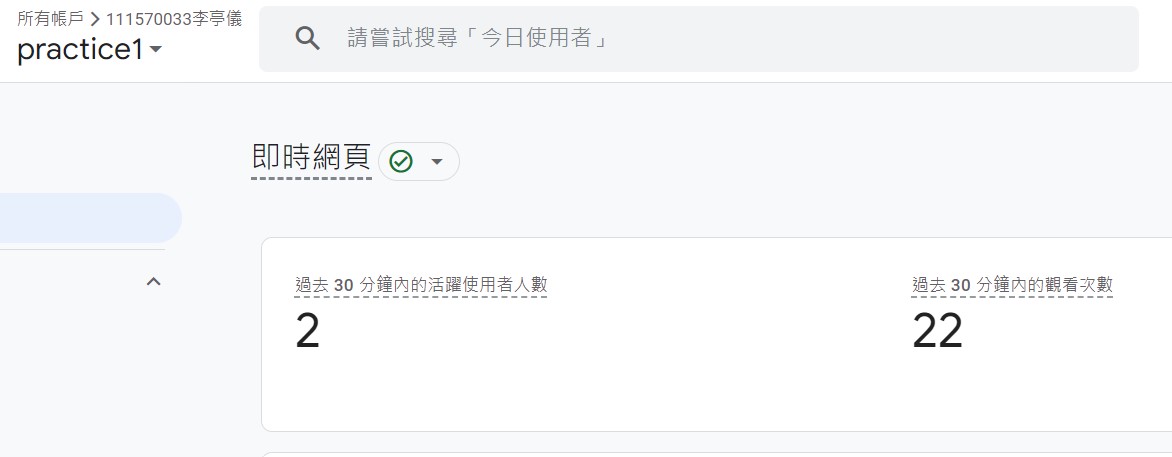 所有帳戶 > 111570033李亭儀
practice1
請嘗試搜尋「今日使用者」
即時網頁
過去 30 分鐘內的活躍使用者人數
2
過去 30 分鐘內的觀看次數
22